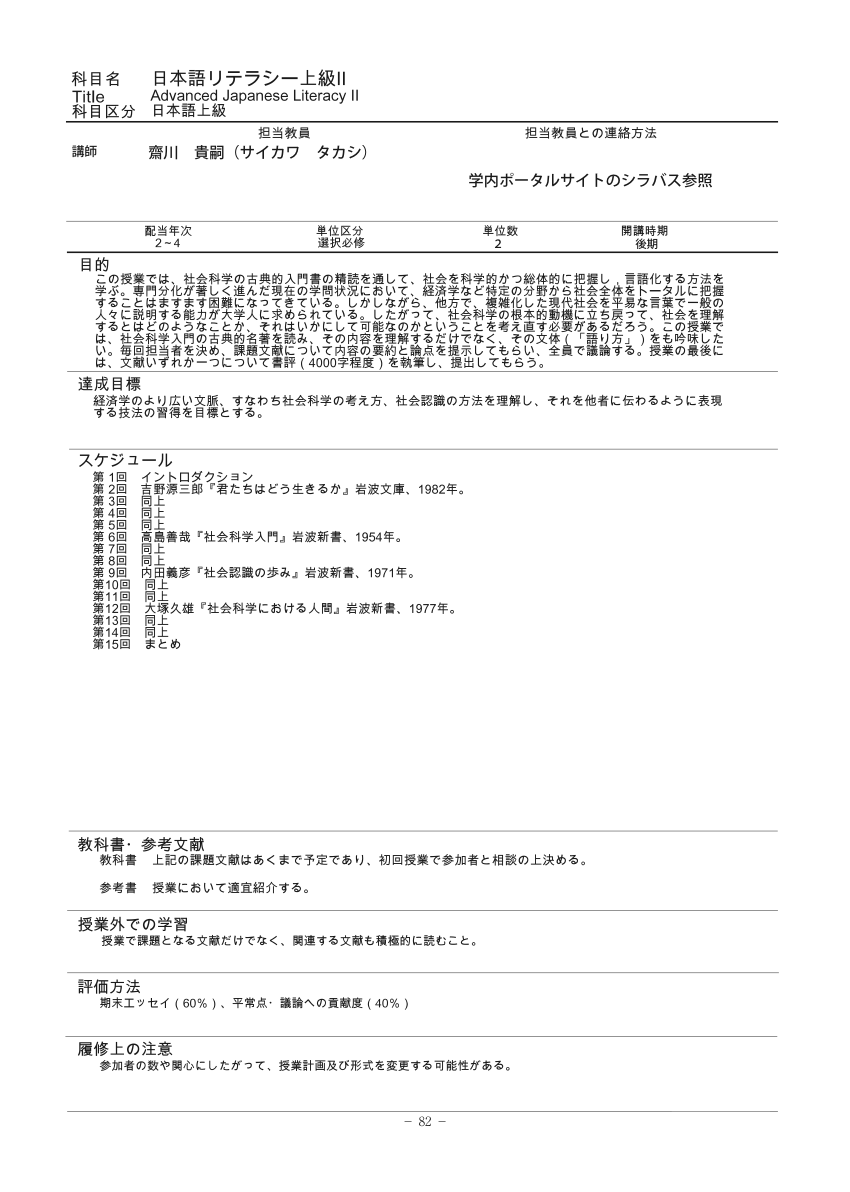 科目名 日本語リテラシー上級II
Title Advanced Japanese Literacy II
科目区分 日本語上級
担当教員 担当教員との連絡方法
講師 齋川 貴嗣（サイカワ タカシ）
学内ポータルサイトのシラバス参照
配当年次 単位区分 単位数 開講時期
2～4 選択必修 2 後期
目的
この授業では、社会科学の古典的入門書の精読を通して、社会を科学的かつ総体的に把握し，言語化する方法を
学ぶ。専門分化が著しく進んだ現在の学問状況において、経済学など特定の分野から社会全体をトータルに把握
することはますます困難になってきている。しかしながら、他方で、複雑化した現代社会を平易な言葉で一般の
人々に説明する能力が大学人に求められている。したがって、社会科学の根本的動機に立ち戻って、社会を理解
するとはどのようなことか、それはいかにして可能なのかということを考え直す必要があるだろう。この授業で
は、社会科学入門の古典的名著を読み、その内容を理解するだけでなく、その文体（「語り方」）をも吟味した
い。毎回担当者を決め、課題文献について内容の要約と論点を提示してもらい、全員で議論する。授業の最後に
は、文献いずれか一つについて書評（4000字程度）を執筆し、提出してもらう。
達成目標
経済学のより広い文脈、すなわち社会科学の考え方、社会認識の方法を理解し、それを他者に伝わるように表現
する技法の習得を目標とする。
スケジュール
第 1回 イントロダクション
第 2回 吉野源三郎『君たちはどう生きるか』岩波文庫、1982年。
第 3回 同上
第 4回 同上
第 5回 同上
第 6回 高島善哉『社会科学入門』岩波新書、1954年。
第 7回 同上
第 8回 同上
第 9回 内田義彦『社会認識の歩み』岩波新書、1971年。
第10回 同上
第11回 同上
第12回 大塚久雄『社会科学における人間』岩波新書、1977年。
第13回 同上
第14回 同上
第15回 まとめ
教科書・参考文献
教科書 上記の課題文献はあくまで予定であり、初回授業で参加者と相談の上決める。
参考書 授業において適宜紹介する。
授業外での学習
授業で課題となる文献だけでなく、関連する文献も積極的に読むこと。
評価方法
期末エッセイ（60％）、平常点・議論への貢献度（40％）
履修上の注意
参加者の数や関心にしたがって、授業計画及び形式を変更する可能性がある。
－ 82 －